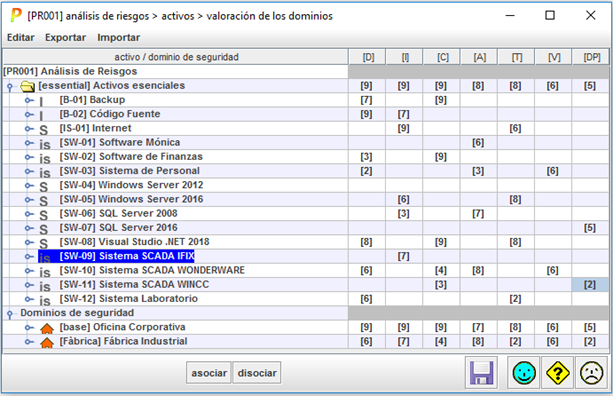 [PR001] análisis de riesgos > activos > valoración de los dominios
Editar Exportar Importar
activo / dominio de seguridad [D] [I] [C] [A] [T] [V] [DP]
[PR001] Análisis de Reisgos
[essential] Activos esenciales [9] [9] [9] [8] [8] [6] [5]
I [B-01] Backup [7] [9]
I [B-02] Código Fuente [9] [7]
S [IS-01] Internet [9] [6]
is [SW-01] Software Mónica [6]
is [SW-02] Software de Finanzas [3] [9]
is [SW-03] Sistema de Personal [2] [3] [6]
S [SW-04] Windows Server 2012
S [SW-05] Windows Server 2016 [6] [8]
S [SW-06] SQL Server 2008 [3] [7]
S [SW-07] SQL Server 2016 [5]
is [SW-08] Visual Studio .NET 2018 [8] [9] [8]
is [SW-09] Sistema SCADA IFIX [7]
is [SW-10] Sistema SCADA WONDERWARE [6] [4] [8] [6]
is [SW-11] Sistema SCADA WINCC [3] [2]
is [SW-12] Sistema Laboratorio [6] [2]
Dominios de seguridad
[base] Oficina Corporativa [9] [9] [9] [7] [8] [6] [5]
[Fàbrica] Fábrica Industrial [6] [7] [4] [8] [2] [6] [2]
asociar disociar